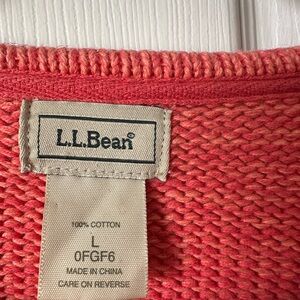 L.L.Bean®
100% COTTON
L
0FGF6
MADE IN CHINA
CARE ON REVERSE